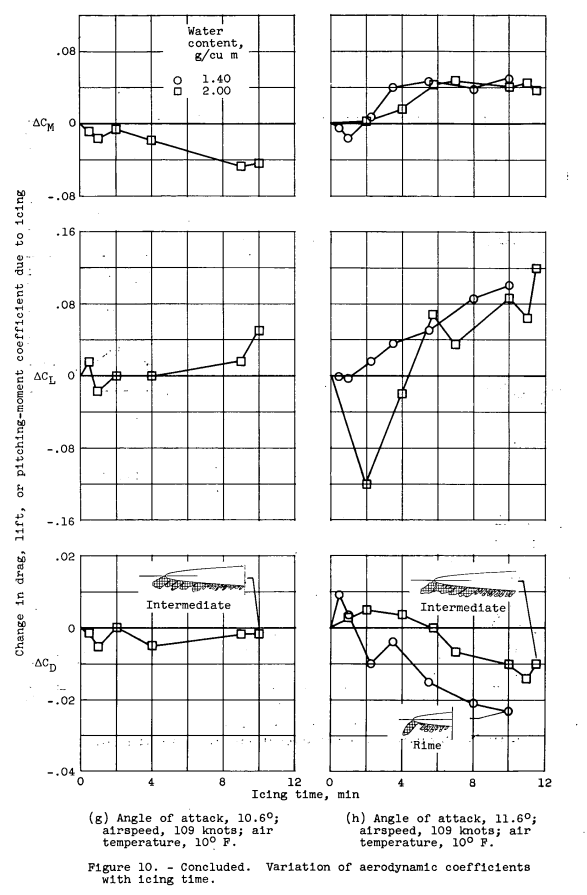 Change in drag, lift, or pitching-moment coefficient due to icing
Water
content,
g/cu m
1.40
2.00
.08
ΔC_M
0
-.08
.16
.08
ΔC_L
0
-.08
-.16
.02
Intermediate
Intermediate
0
ΔC_D
-.02
Rime
-.04
0 4 8 12
0 4 8 12
Icing time, min
(g) Angle of attack, 10.6°;
airspeed, 109 knots; air
temperature, 10° F.
(h) Angle of attack, 11.6°;
airspeed, 109 knots; air
temperature, 10° F.
Figure 10. - Concluded. Variation of aerodynamic coefficients
with icing time.